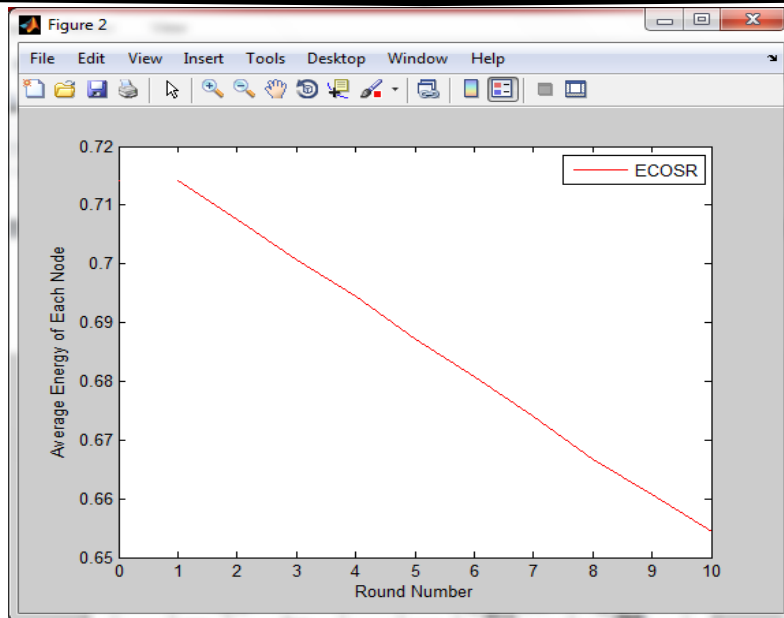 Figure 2
File Edit View Insert Tools Desktop Window Help
0.72
0.71
0.7
0.69
0.68
0.67
0.66
0.65
Average Energy of Each Node
ECOSR
0 1 2 3 4 5 6 7 8 9 10
Round Number